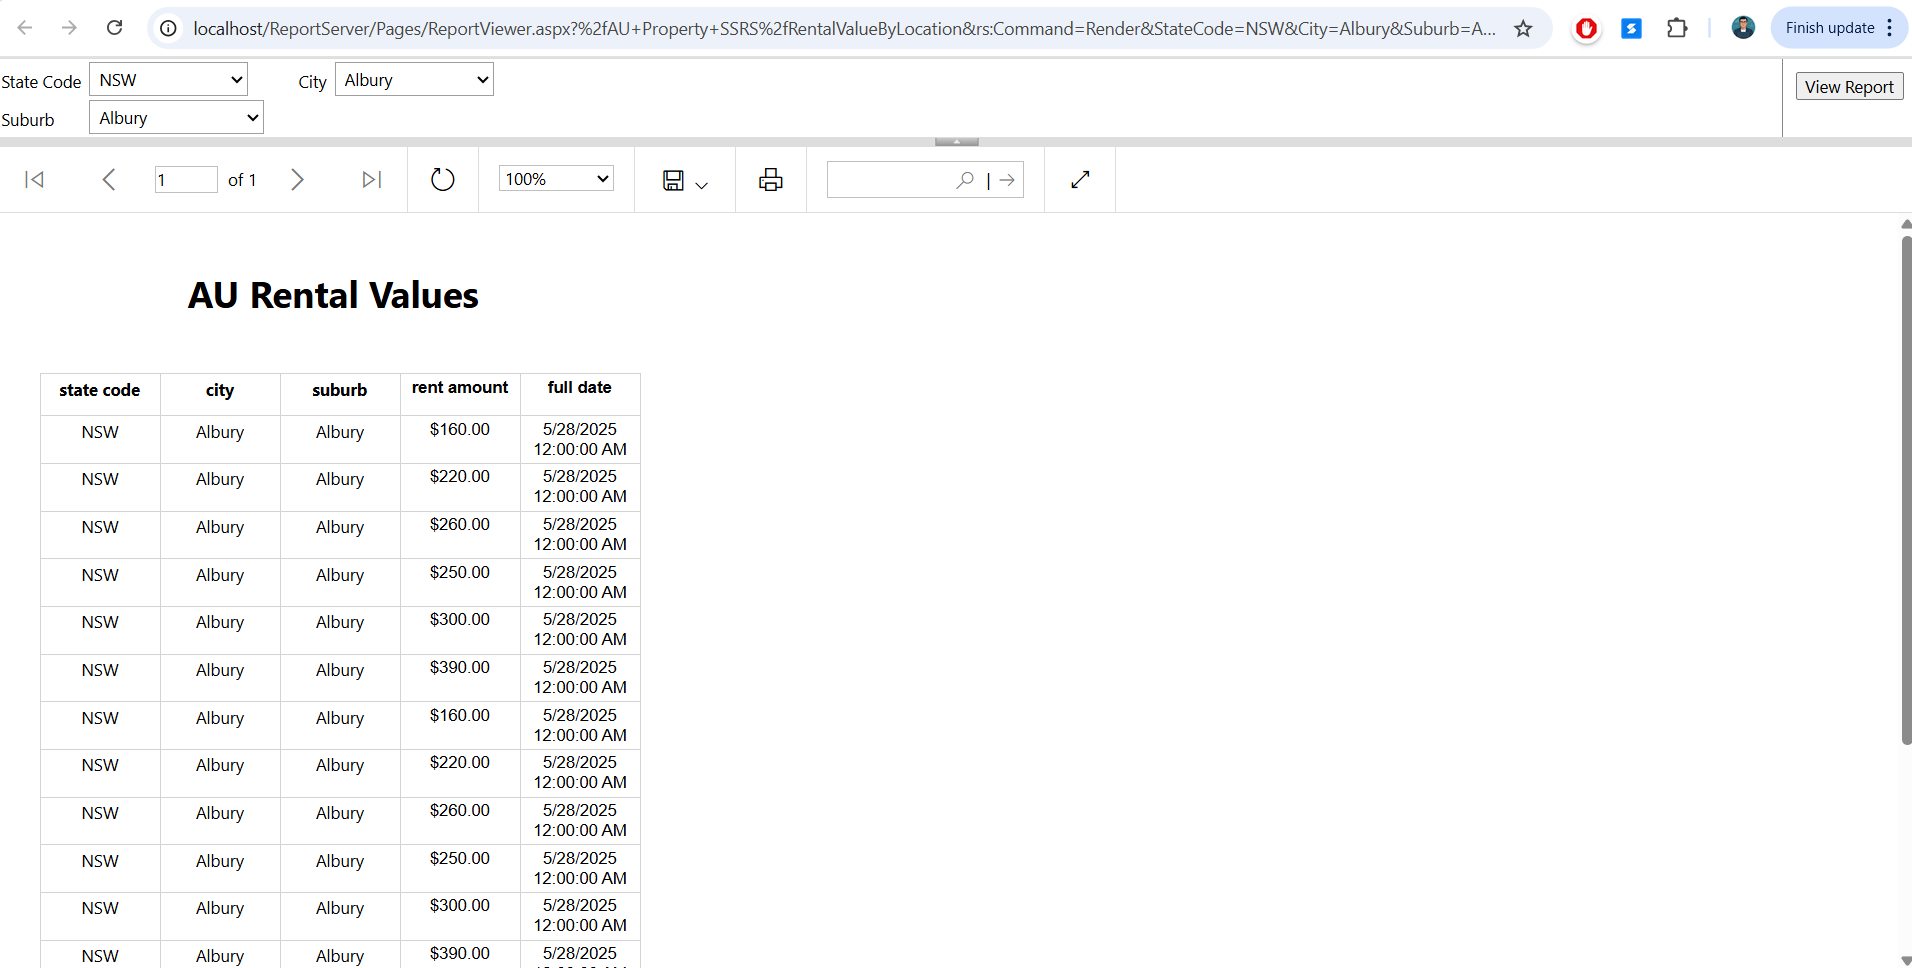 localhost/ReportServer/Pages/ReportViewer.aspx?%2fAU+Property+SSRS%2fRentalValueByLocation&rs:Command=Render&StateCode=NSW&City=Albury&Suburb=A...
Finish update
State Code NSW City Albury
View Report
Suburb Albury
1 of 1 100% |
AU Rental Values
state code city suburb rent amount full date
NSW Albury Albury $160.00 5/28/2025
12:00:00 AM
NSW Albury Albury $220.00 5/28/2025
12:00:00 AM
NSW Albury Albury $260.00 5/28/2025
12:00:00 AM
NSW Albury Albury $250.00 5/28/2025
12:00:00 AM
NSW Albury Albury $300.00 5/28/2025
12:00:00 AM
NSW Albury Albury $390.00 5/28/2025
12:00:00 AM
NSW Albury Albury $160.00 5/28/2025
12:00:00 AM
NSW Albury Albury $220.00 5/28/2025
12:00:00 AM
NSW Albury Albury $260.00 5/28/2025
12:00:00 AM
NSW Albury Albury $250.00 5/28/2025
12:00:00 AM
NSW Albury Albury $300.00 5/28/2025
12:00:00 AM
NSW Albury Albury $390.00 5/28/2025